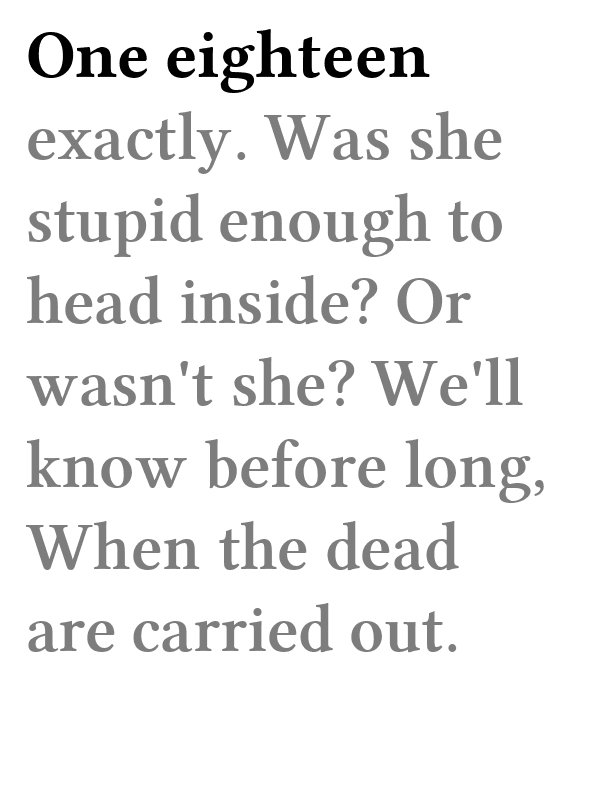 One eighteen
exactly. Was she
stupid enough to
head inside? Or
wasn't she? We'll
know before long,
When the dead
are carried out.